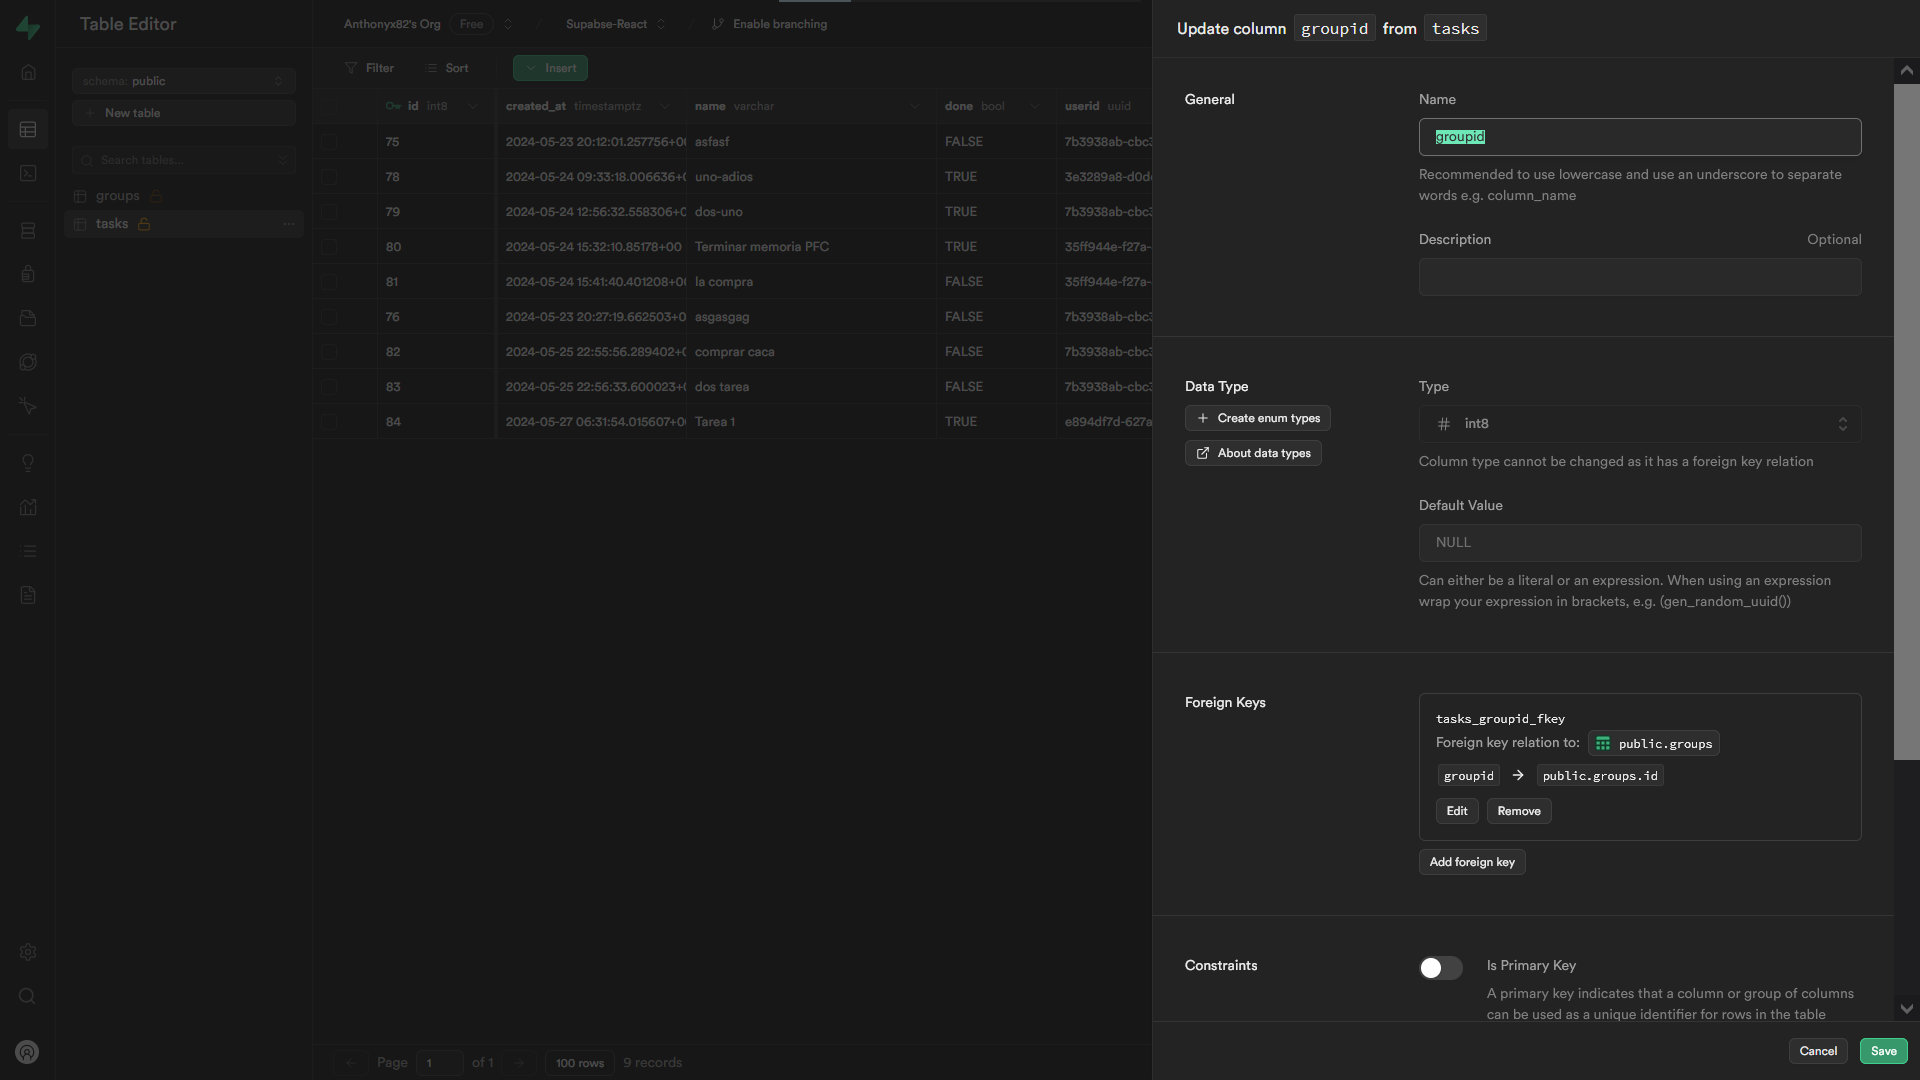 Table Editor
Anthonyx82's Org Free Supabse-React Enable branching
schema: public
New table
Search tables...
groups
tasks
Filter Sort Insert
id int8 created_at timestamptz name varchar done bool userid uuid
75 2024-05-23 20:12:01.257756+00 asfasf FALSE 7b3938ab-cbc3
78 2024-05-24 09:33:18.006636+0 uno-adios TRUE 3e3289a8-d0d
79 2024-05-24 12:56:32.558306+0 dos-uno TRUE 7b3938ab-cbc3
80 2024-05-24 15:32:10.85178+00 Terminar memoria PFC TRUE 35ff944e-f27a-
81 2024-05-24 15:41:40.401208+00 la compra FALSE 35ff944e-f27a-
76 2024-05-23 20:27:19.662503+0 asgasgag FALSE 7b3938ab-cbc3
82 2024-05-25 22:55:56.289402+0 comprar caca FALSE 7b3938ab-cbc3
83 2024-05-25 22:56:33.600023+ dos tarea FALSE 7b3938ab-cbc3
84 2024-05-27 06:31:54.015607+0 Tarea 1 TRUE e894df7d-627a
Page 1 of 1 100 rows 9 records
Update column groupid from tasks
General
Name
groupid
Recommended to use lowercase and use an underscore to separate
words e.g. column_name
Description Optional
Data Type
Create enum types
About data types
Type
int8
Column type cannot be changed as it has a foreign key relation
Default Value
NULL
Can either be a literal or an expression. When using an expression
wrap your expression in brackets, e.g. (gen_random_uuid())
Foreign Keys
tasks_groupid_fkey
Foreign key relation to: public.groups
groupid → public.groups.id
Edit Remove
Add foreign key
Constraints
Is Primary Key
A primary key indicates that a column or group of columns
can be used as a unique identifier for rows in the table
Cancel Save